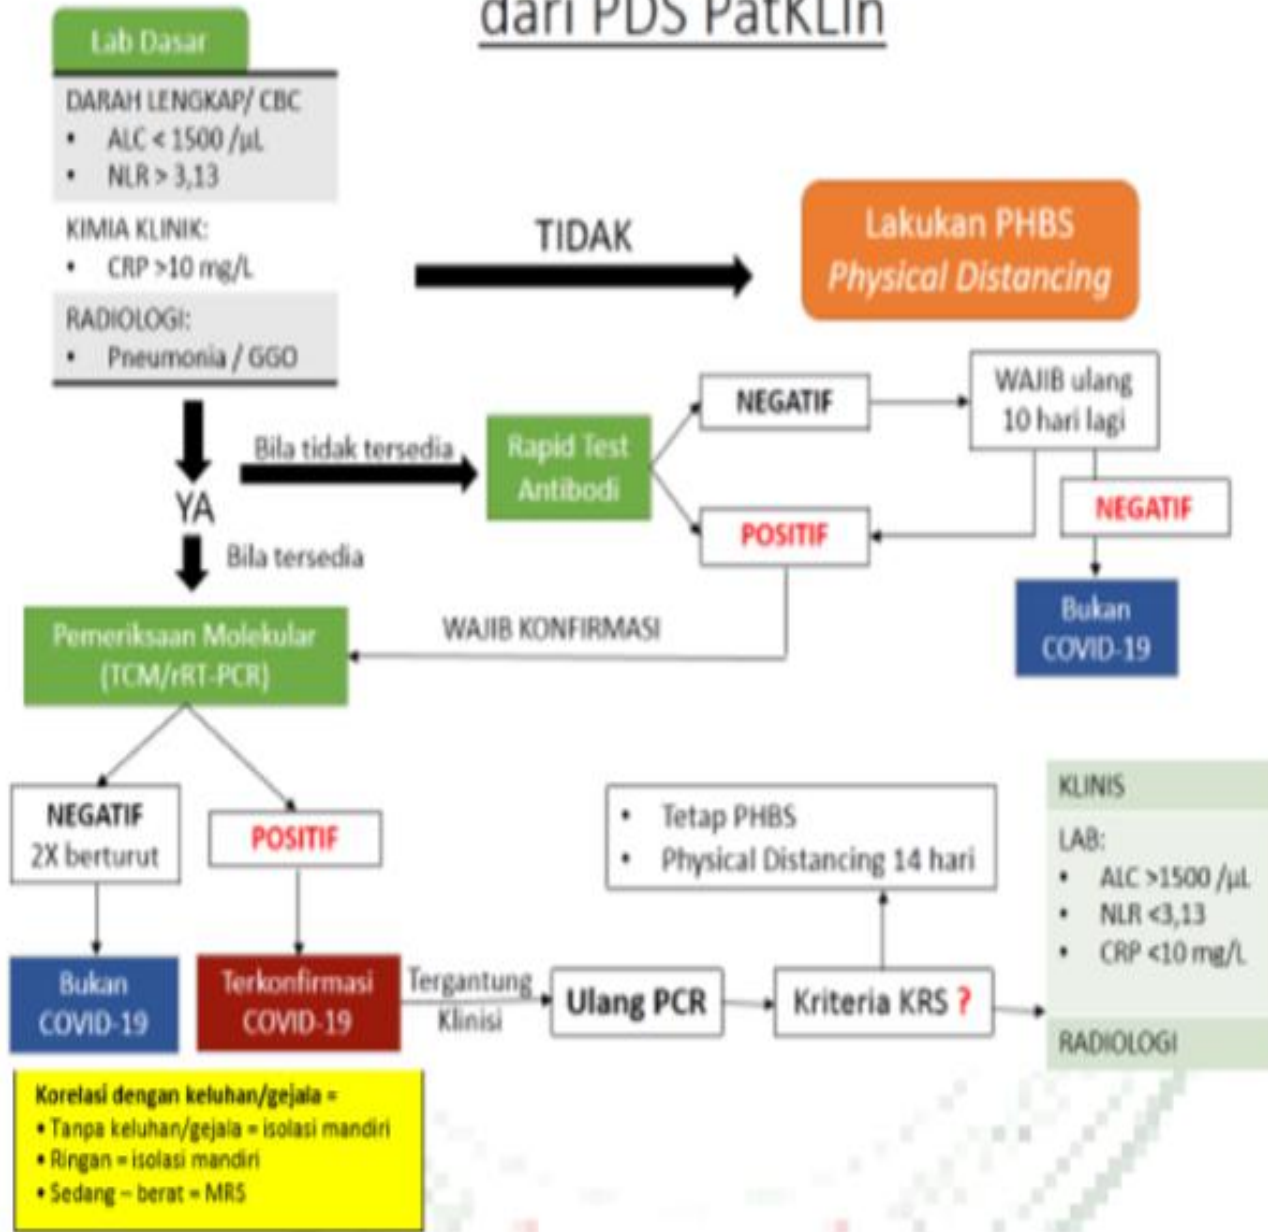 dari PDS PatKLin
Lab Dasar
DARAH LENGKAP/ CBC
• ALC < 1500 /µL
• NLR > 3,13
KIMIA KLINIK:
• CRP >10 mg/L
RADIOLOGI:
• Pneumonia / GGO
TIDAK
Lakukan PHBS
Physical Distancing
YA
Bila tidak tersedia
Bila tersedia
Rapid Test
Antibodi
NEGATIF
WAJIB ulang
10 hari lagi
POSITIF
NEGATIF
Bukan
COVID-19
WAJIB KONFIRMASI
Pemeriksaan Molekular
(TCM/rRT-PCR)
NEGATIF
2X berturut
POSITIF
Bukan
COVID-19
Terkonfirmasi
COVID-19
Tergantung
Klinisi
Ulang PCR
Kriteria KRS ?
• Tetap PHBS
• Physical Distancing 14 hari
KLINIS
LAB:
• ALC >1500 /µL
• NLR <3,13
• CRP <10 mg/L
RADIOLOGI
Korelasi dengan keluhan/gejala =
• Tanpa keluhan/gejala = isolasi mandiri
• Ringan = isolasi mandiri
• Sedang – berat = MRS